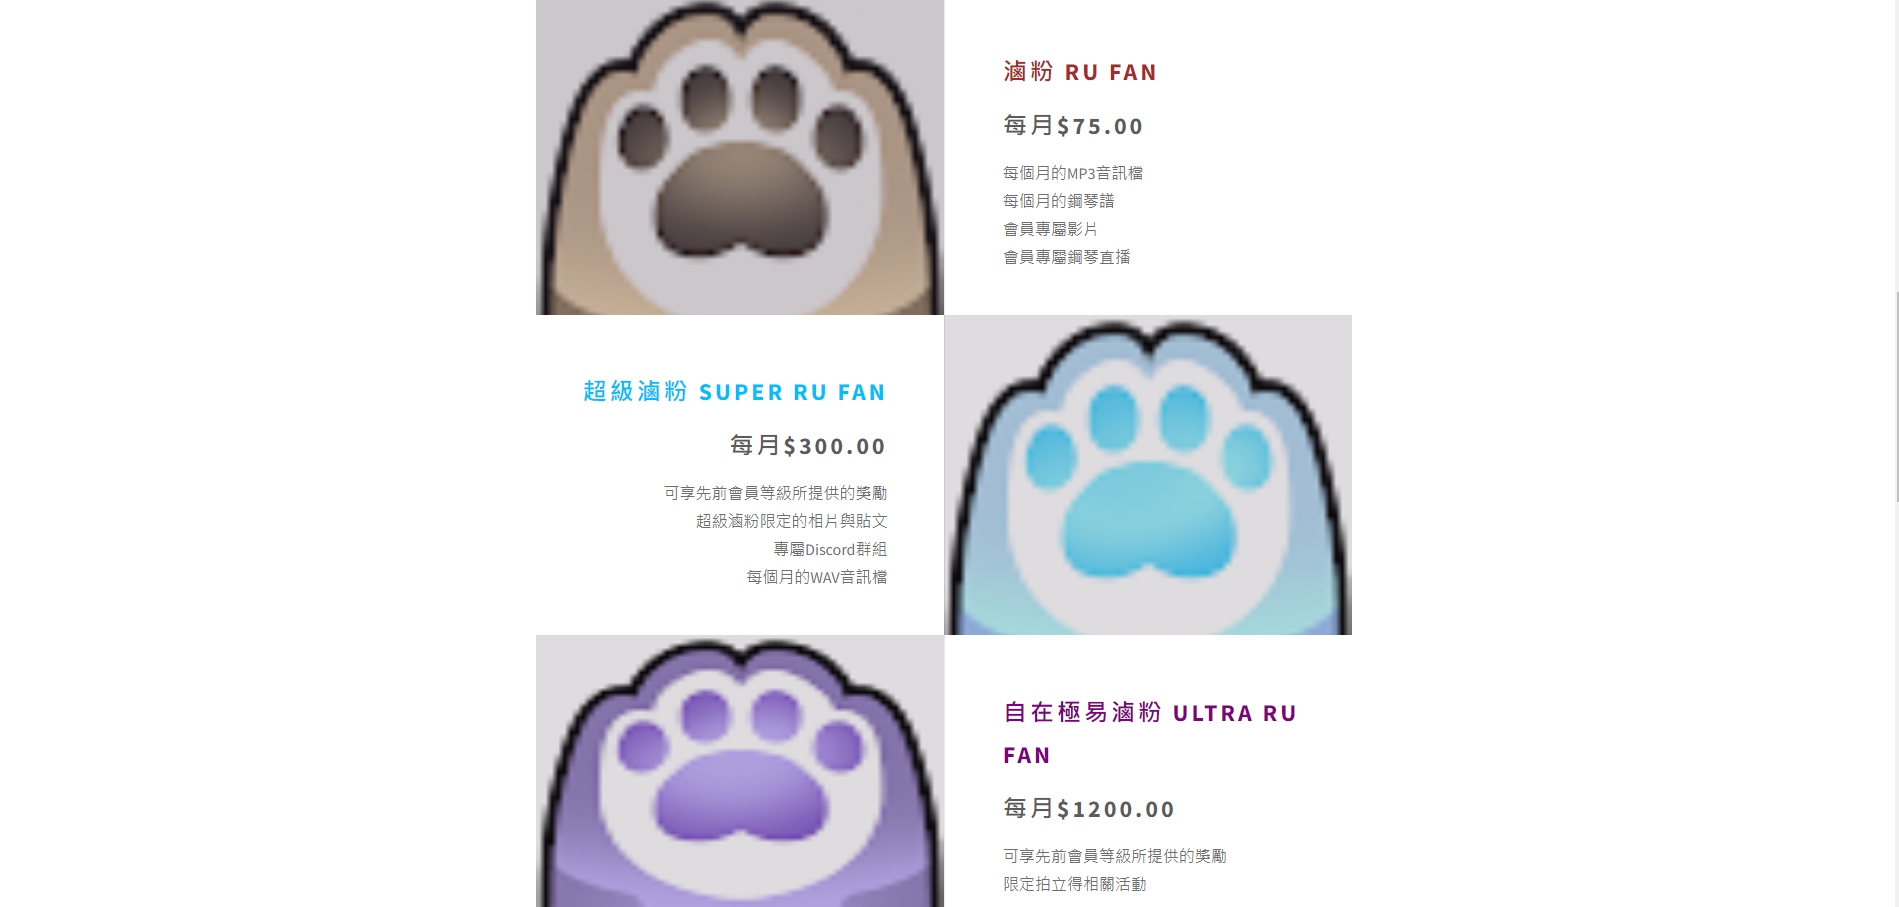 滷粉 RU FAN
每月$75.00
每個月的MP3音訊檔
每個月的鋼琴譜
會員專屬影片
會員專屬鋼琴直播
超級滷粉 SUPER RU FAN
每月$300.00
可享先前會員等級所提供的獎勵
超級滷粉限定的相片與貼文
專屬Discord群組
每個月的WAV音訊檔
自在極易滷粉 ULTRA RU
FAN
每月$1200.00
可享先前會員等級所提供的獎勵
限定拍立得相關活動